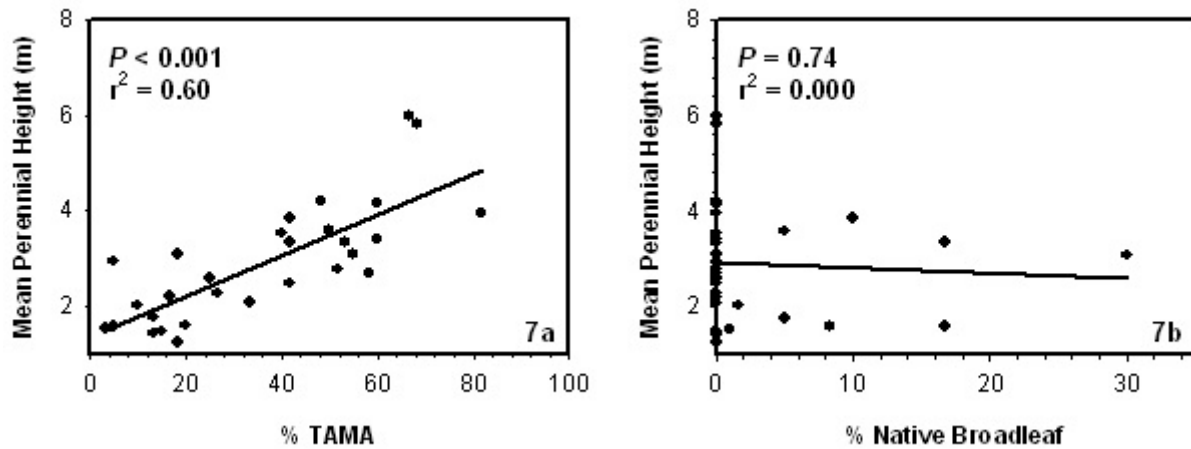 Mean Perennial Height (m)
8
6
4
2
P < 0.001
r² = 0.60
7a
0 20 40 60 80 100
% TAMA
Mean Perennial Height (m)
8
6
4
2
P = 0.74
r² = 0.000
7b
0 10 20 30
% Native Broadleaf